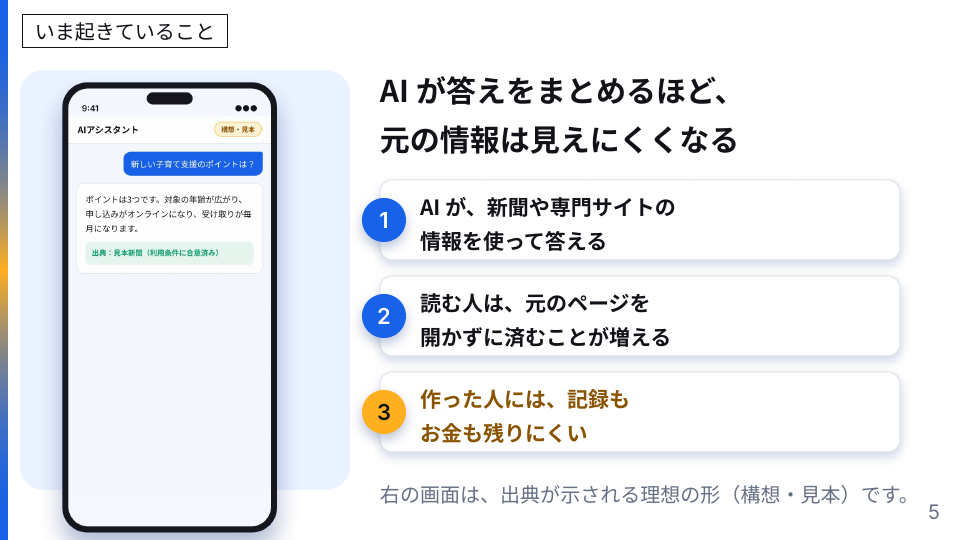 いま起きていること
9:41
AIアシスタント
構想・見本
新しい子育て支援のポイントは？
ポイントは3つです。対象の年齢が広がり、
申し込みがオンラインになり、受け取りが毎
月になります。
出典：見本新聞（利用条件に合意済み）
AI が答えをまとめるほど、
元の情報は見えにくくなる
1
AI が、新聞や専門サイトの
情報を使って答える
2
読む人は、元のページを
開かずに済むことが増える
3
作った人には、記録も
お金も残りにくい
右の画面は、出典が示される理想の形（構想・見本）です。
5